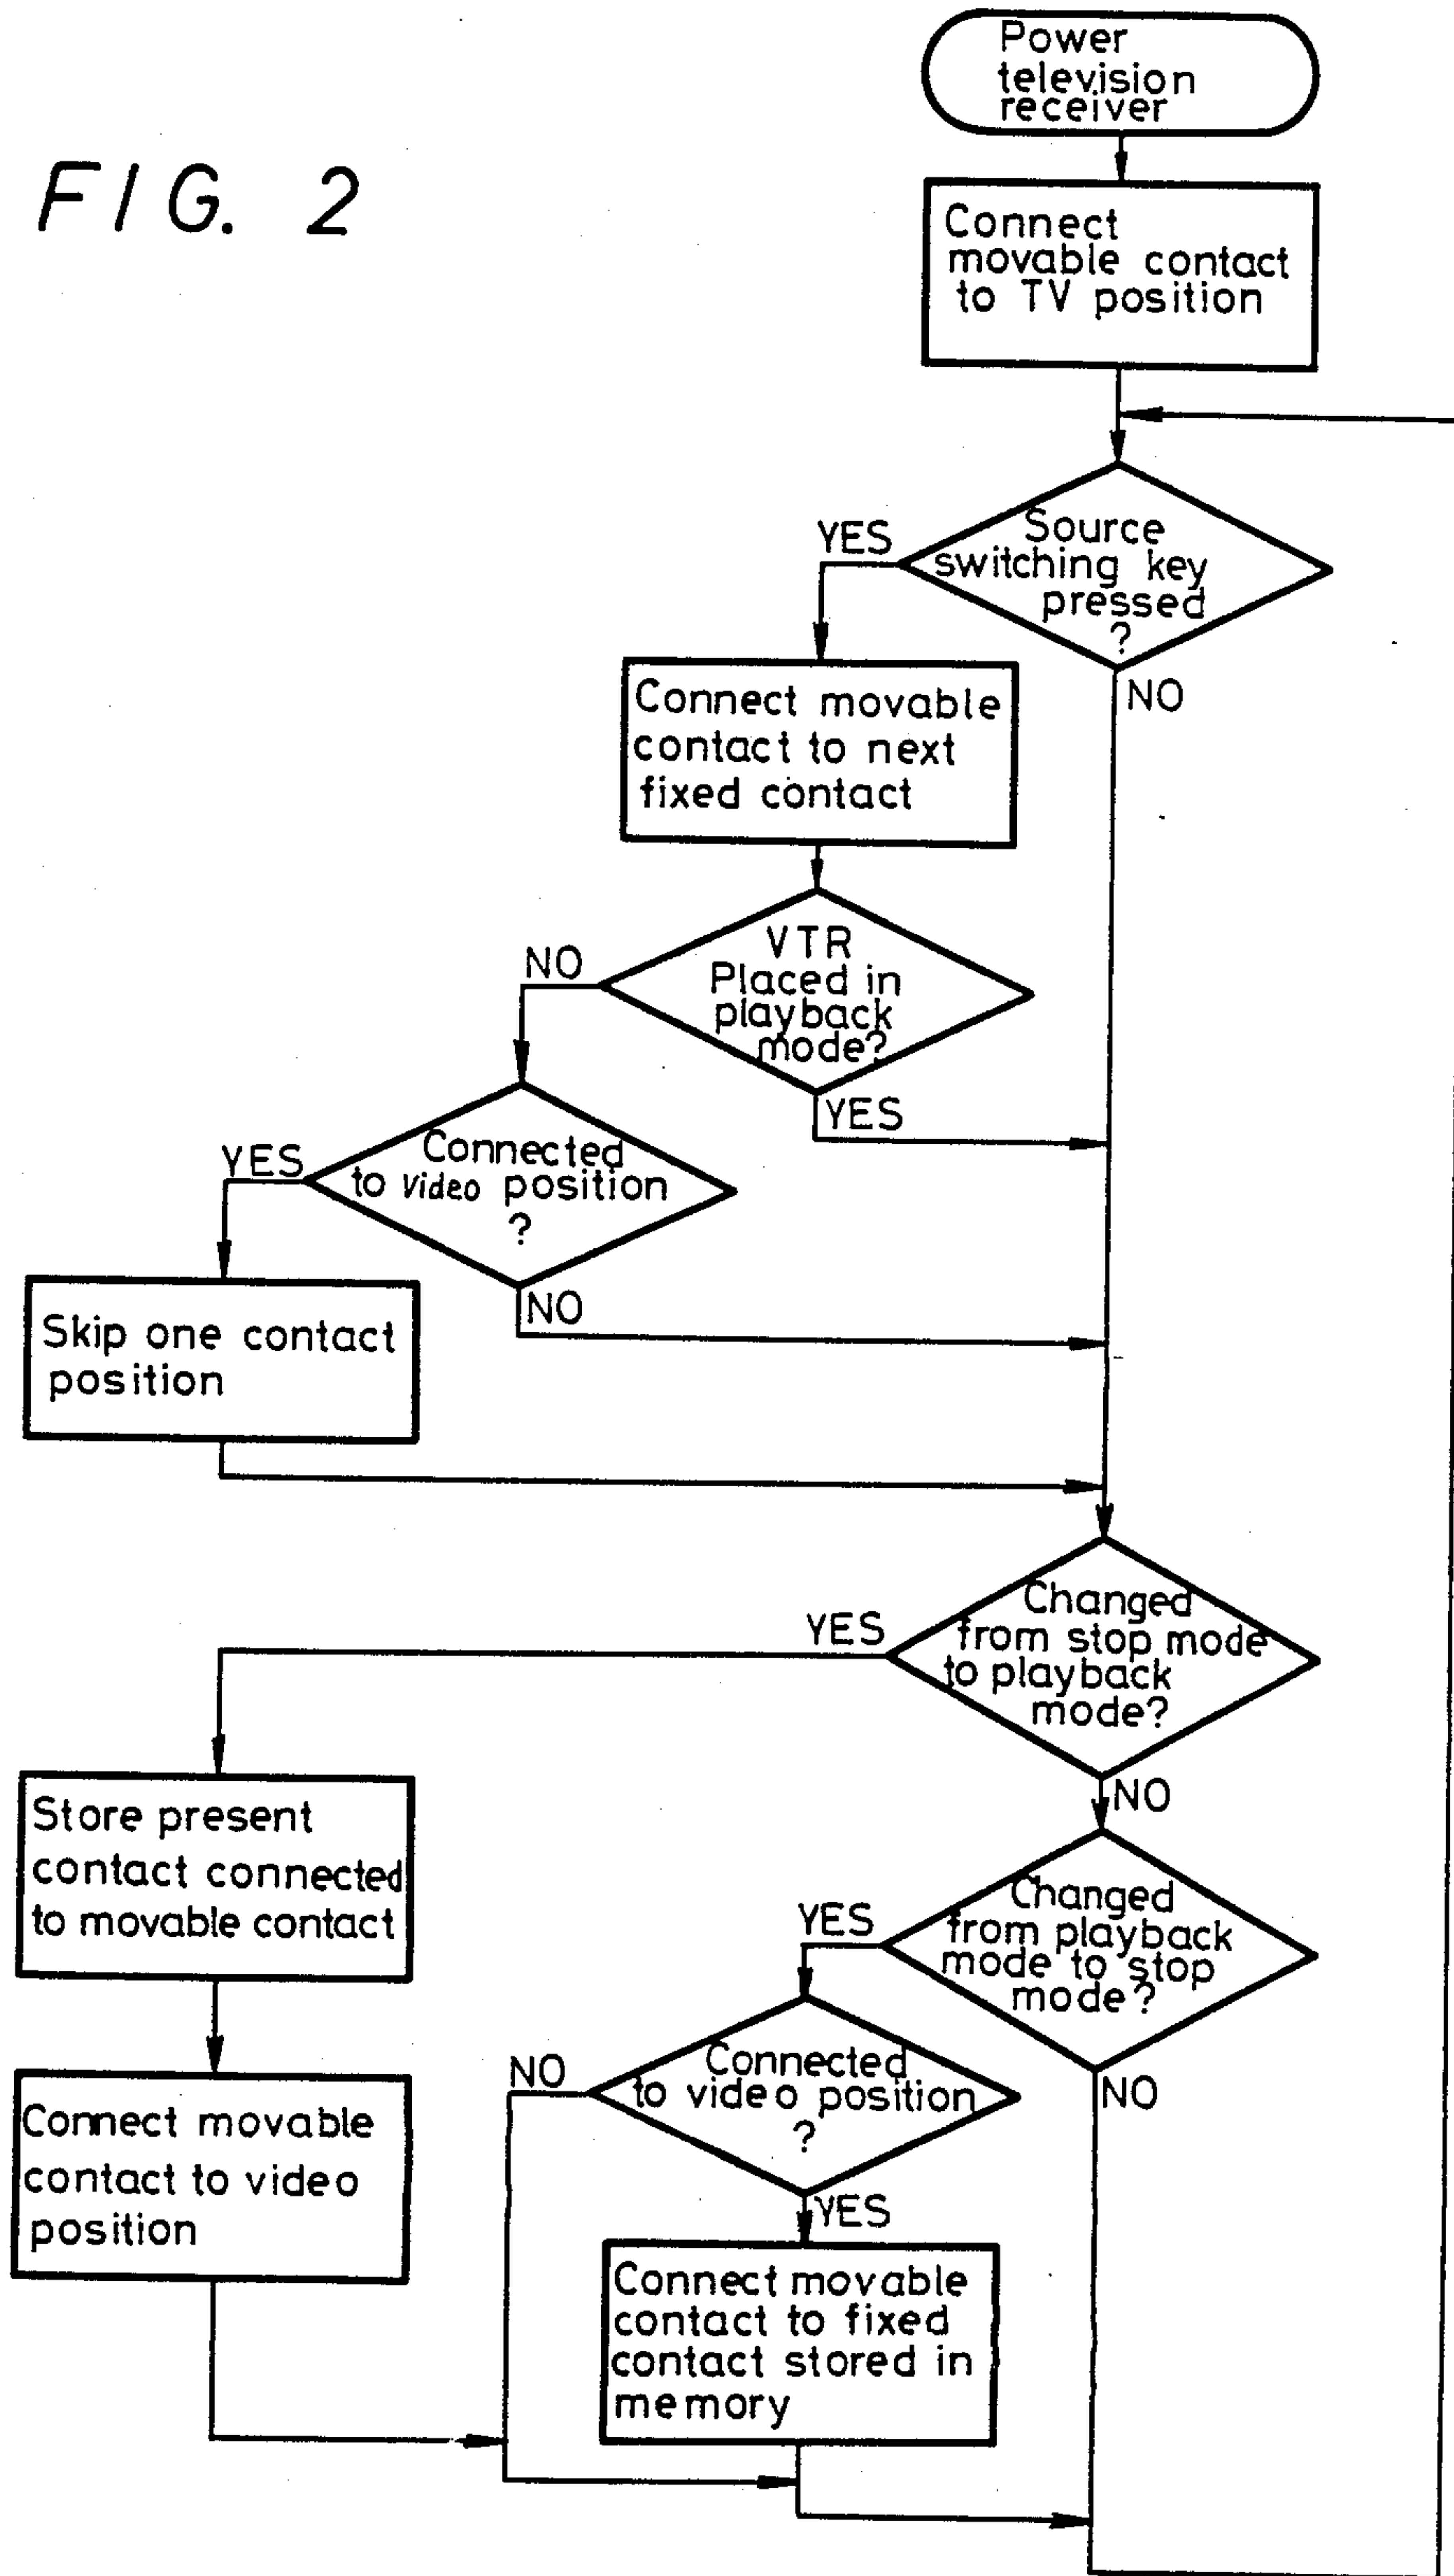 FIG. 2
Power
television
receiver
Connect
movable contact
to TV position
Source
switching key
pressed
?
YES
NO
Connect movable
contact to next
fixed contact
VTR
Placed in
playback
mode?
NO
YES
Connected
to video position
?
YES
NO
Skip one contact
position
Changed
from stop mode
to playback
mode?
YES
NO
Store present
contact connected
to movable contact
Changed
from playback
mode to stop
mode?
YES
NO
Connected
to video position
?
NO
YES
Connect movable
contact to video
position
Connect movable
contact to fixed
contact stored in
memory